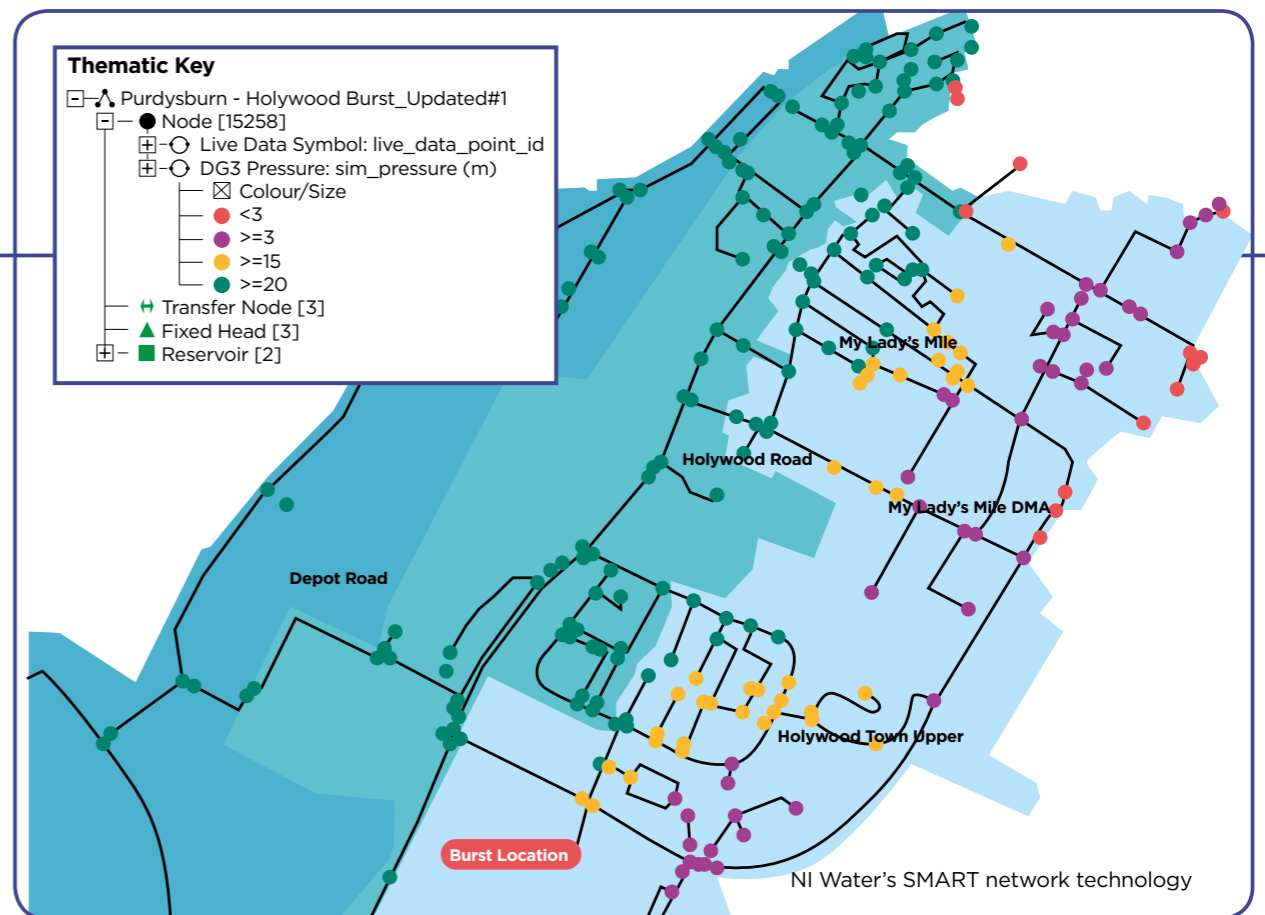 Thematic Key
Purdysburn - Holywood Burst_Updated#1
Node [15258]
Live Data Symbol: live_data_point_id
DG3 Pressure: sim_pressure (m)
Colour/Size
<3
>=3
>=15
>=20
Transfer Node [3]
Fixed Head [3]
Reservoir [2]
My Lady's Mile
Holywood Road
My Lady's Mile DMA
Depot Road
Holywood Town Upper
Burst Location
NI Water's SMART network technology